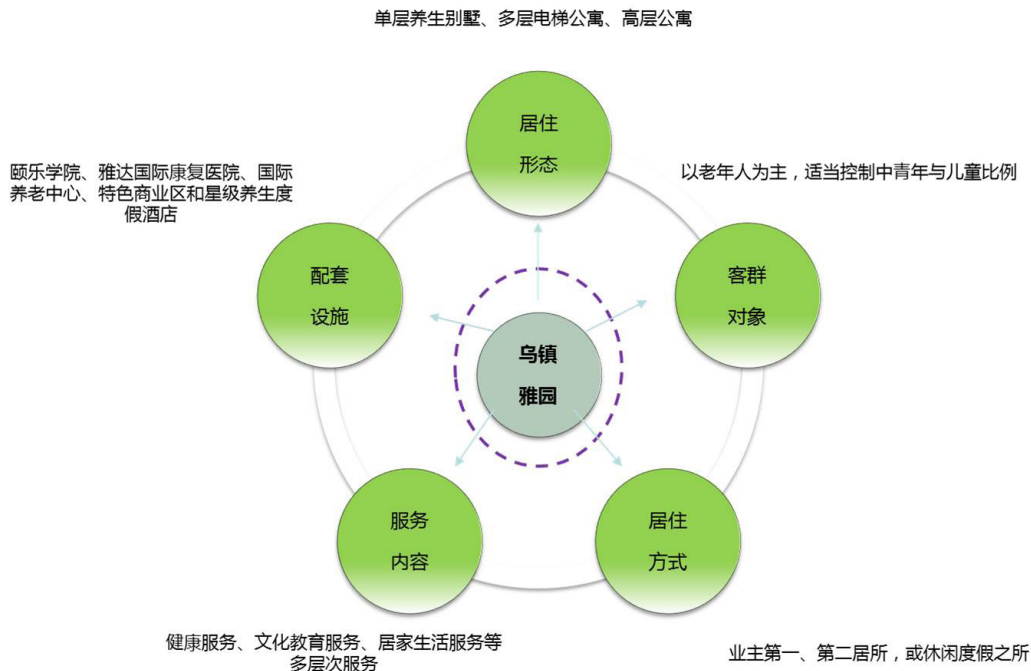 单层养生别墅、多层电梯公寓、高层公寓
居住
形态
颐乐学院、雅达国际康复医院、国际
养老中心、特色商业区和星级养生度
假酒店
以老年人为主，适当控制中青年与儿童比例
配套
设施
客群
对象
乌镇
雅园
服务
内容
居住
方式
健康服务、文化教育服务、居家生活服务等
多层次服务
业主第一、第二居所，或休闲度假之所